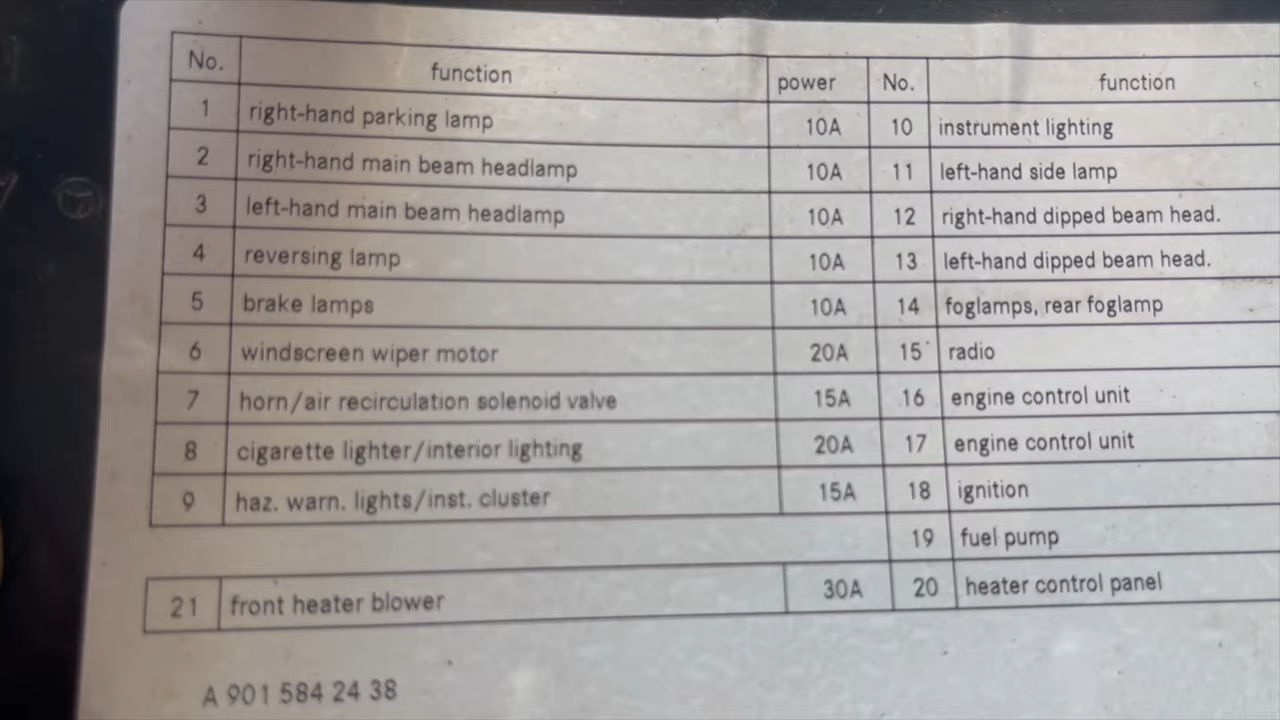 No. function power No. function
1 right-hand parking lamp 10A 10 instrument lighting
2 right-hand main beam headlamp 10A 11 left-hand side lamp
3 left-hand main beam headlamp 10A 12 right-hand dipped beam head.
4 reversing lamp 10A 13 left-hand dipped beam head.
5 brake lamps 10A 14 foglamps, rear foglamp
6 windscreen wiper motor 20A 15 radio
7 horn/air recirculation solenoid valve 15A 16 engine control unit
8 cigarette lighter/interior lighting 20A 17 engine control unit
9 haz. warn. lights/inst. cluster 15A 18 ignition
19 fuel pump
21 front heater blower 30A 20 heater control panel
A 901 584 24 38